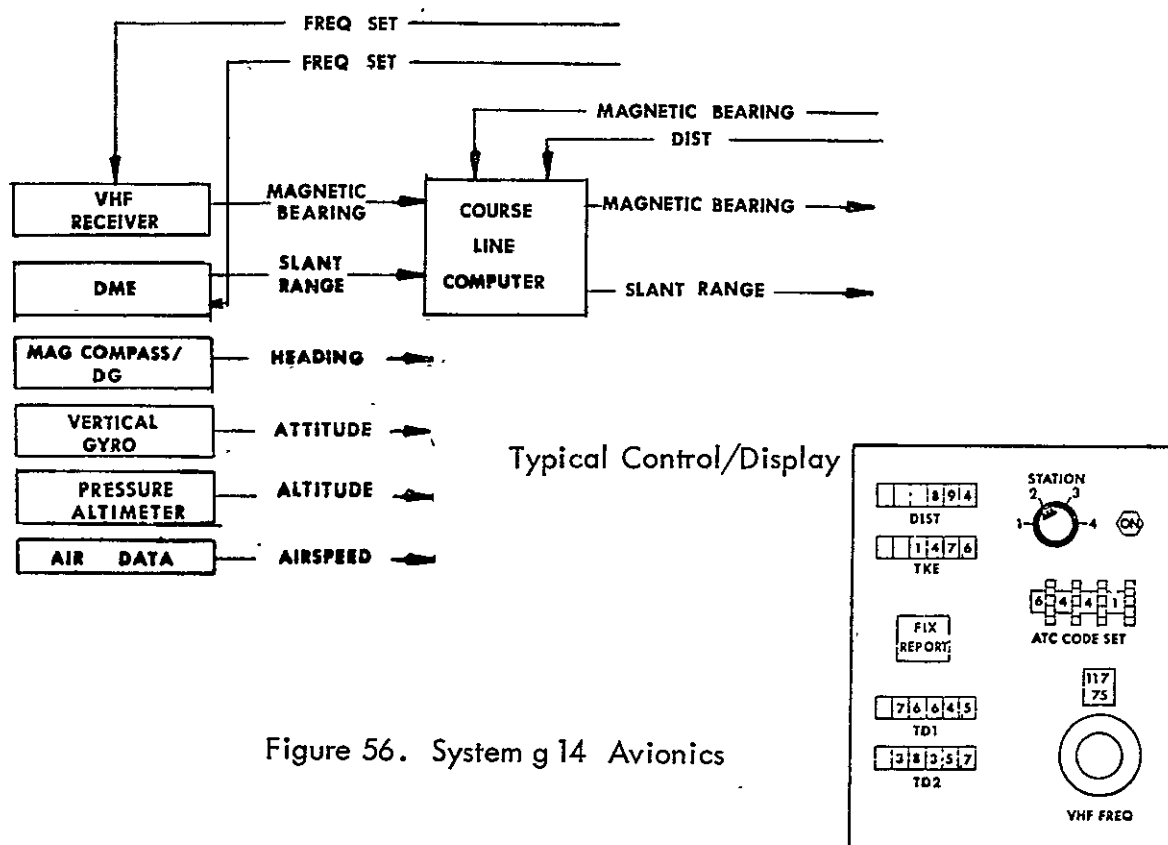 FREQ SET
FREQ SET
MAGNETIC BEARING
DIST
VHF
RECEIVER
MAGNETIC
BEARING
COURSE
LINE
COMPUTER
MAGNETIC BEARING
DME
SLANT
RANGE
SLANT RANGE
MAG COMPASS/
DG
HEADING
VERTICAL
GYRO
ATTITUDE
PRESSURE
ALTIMETER
ALTITUDE
AIR DATA
AIRSPEED
Typical Control/Display
8 9 4
DIST
1 4 7 6
TKE
FIX
REPORT
7 6 6 4 5
TD1
3 8 3 5 7
TD2
STATION
1 2 3 4
ON
6 4 4 1
ATC CODE SET
117
75
VHF FREQ
Figure 56. System g 14 Avionics